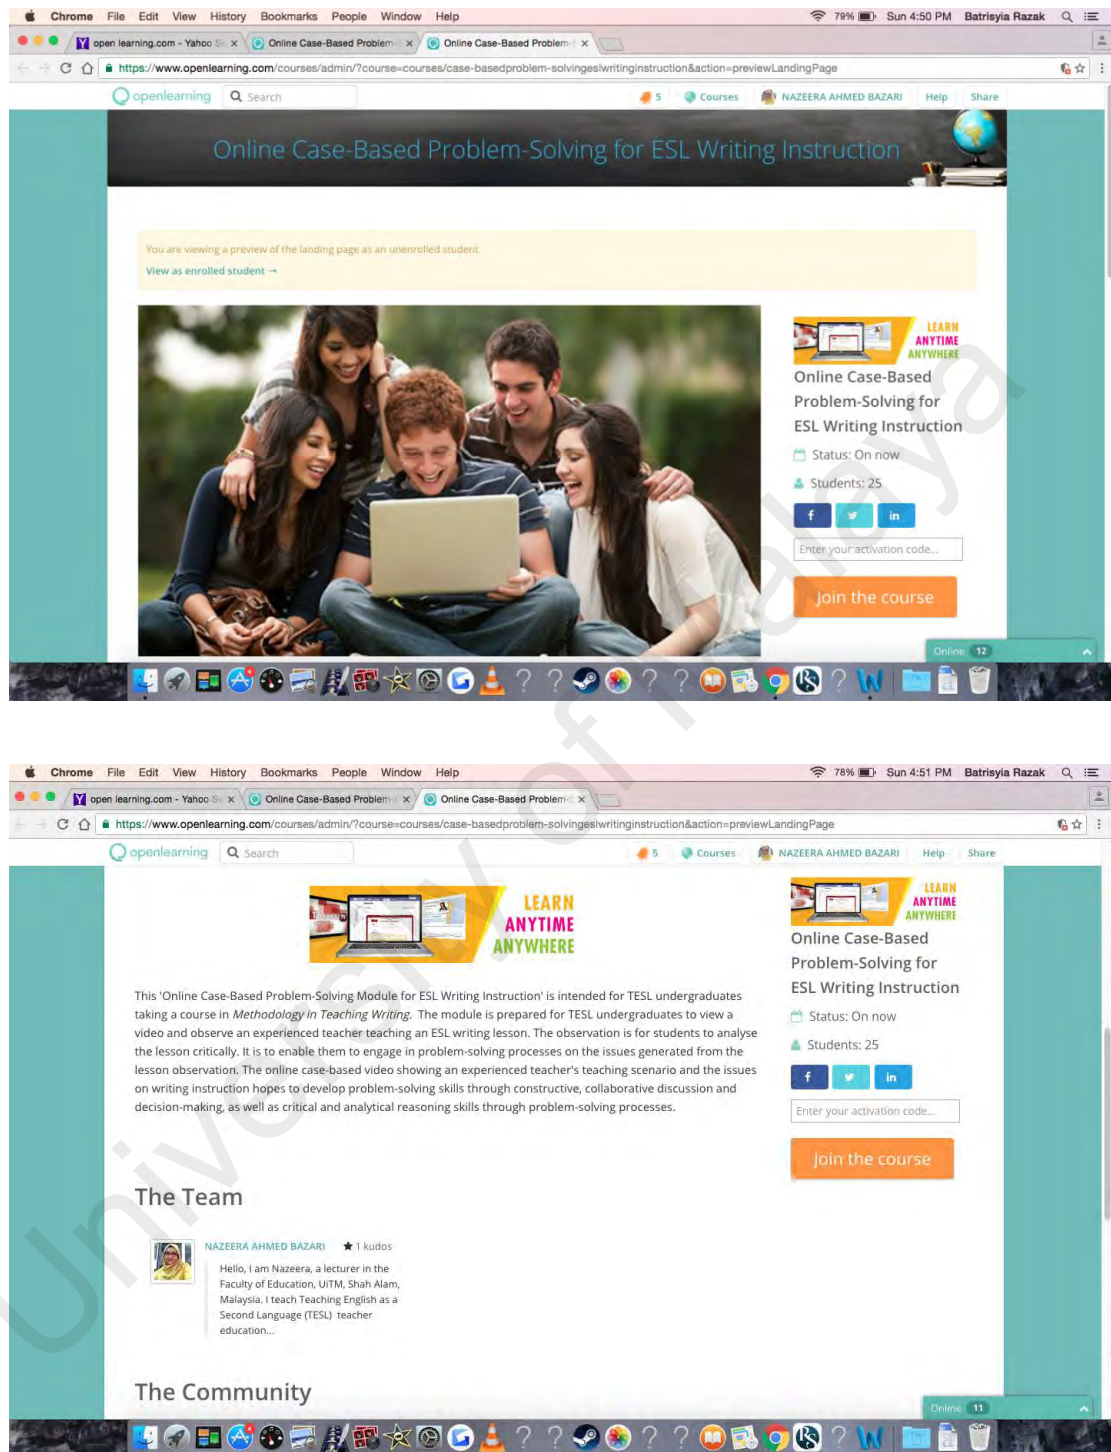 Chrome File Edit View History Bookmarks People Window Help 79% Sun 4:50 PM Batrisyia Razak
open learning.com - Yahoo Se × Online Case-Based Problem- × Online Case-Based Problem-S ×
https://www.openlearning.com/courses/admin/?course=courses/case-basedproblem-solvingeslwritinginstruction&action=previewLandingPage
openlearning Search 5 Courses NAZEERA AHMED BAZARI Help Share
Online Case-Based Problem-Solving for ESL Writing Instruction
You are viewing a preview of the landing page as an unenrolled student.
View as enrolled student →
LEARN
ANYTIME
ANYWHERE
Online Case-Based
Problem-Solving for
ESL Writing Instruction
Status: On now
Students: 25
f in
Enter your activation code...
Join the course
Online 12
Chrome File Edit View History Bookmarks People Window Help 78% Sun 4:51 PM Batrisyia Razak
open learning.com - Yahoo S × Online Case-Based Problem- × Online Case-Based Problem-S ×
https://www.openlearning.com/courses/admin/?course=courses/case-basedproblem-solvingeslwritinginstruction&action=previewLandingPage
openlearning Search 5 Courses NAZEERA AHMED BAZARI Help Share
LEARN
ANYTIME
ANYWHERE
LEARN
ANYTIME
ANYWHERE
Online Case-Based
Problem-Solving for
ESL Writing Instruction
Status: On now
Students: 25
f in
Enter your activation code...
Join the course
This 'Online Case-Based Problem-Solving Module for ESL Writing Instruction' is intended for TESL undergraduates
taking a course in Methodology in Teaching Writing. The module is prepared for TESL undergraduates to view a
video and observe an experienced teacher teaching an ESL writing lesson. The observation is for students to analyse
the lesson critically. It is to enable them to engage in problem-solving processes on the issues generated from the
lesson observation. The online case-based video showing an experienced teacher's teaching scenario and the issues
on writing instruction hopes to develop problem-solving skills through constructive, collaborative discussion and
decision-making, as well as critical and analytical reasoning skills through problem-solving processes.
The Team
NAZEERA AHMED BAZARI ★ 1 kudos
Hello, I am Nazeera, a lecturer in the
Faculty of Education, UiTM, Shah Alam,
Malaysia. I teach Teaching English as a
Second Language (TESL) teacher
education...
The Community
Online 11
University of Malaya